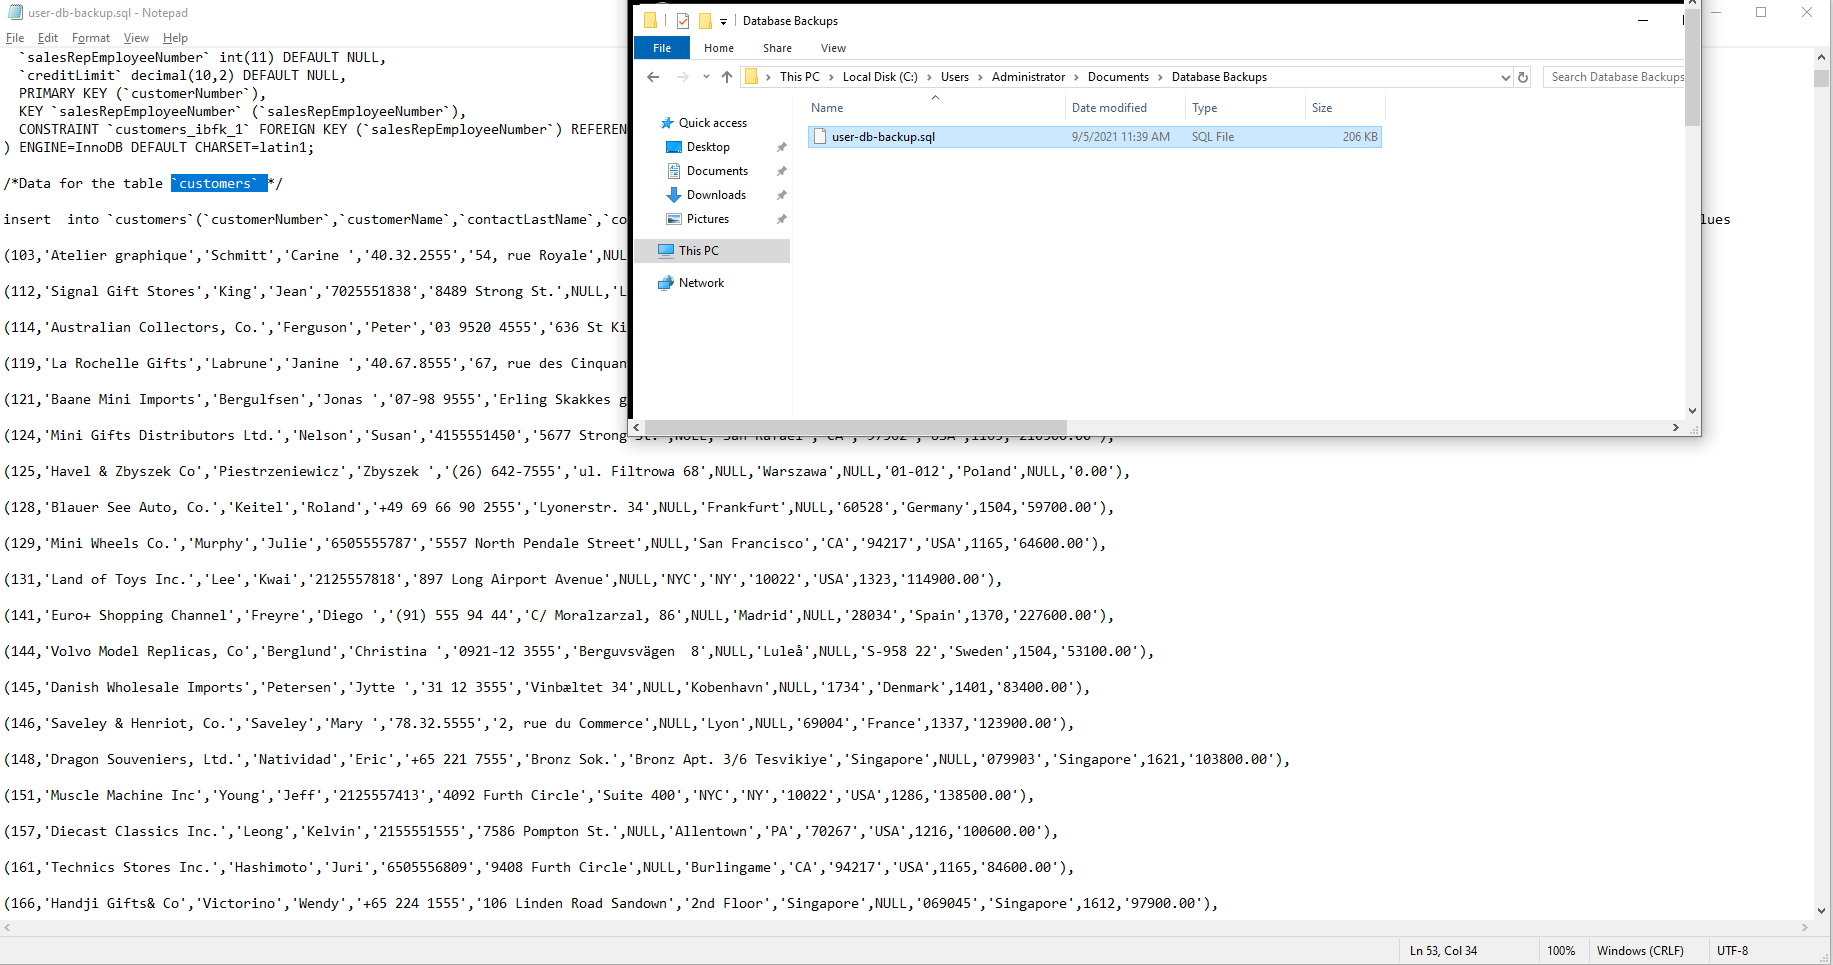 user-db-backup.sql - Notepad
File Edit Format View Help
`salesRepEmployeeNumber` int(11) DEFAULT NULL,
`creditLimit` decimal(10,2) DEFAULT NULL,
PRIMARY KEY (`customerNumber`),
KEY `salesRepEmployeeNumber` (`salesRepEmployeeNumber`),
CONSTRAINT `customers_ibfk_1` FOREIGN KEY (`salesRepEmployeeNumber`) REFEREN
) ENGINE=InnoDB DEFAULT CHARSET=latin1;
/*Data for the table `customers` */
insert  into `customers`(`customerNumber`,`customerName`,`contactLastName`,`co
lues
(103,'Atelier graphique','Schmitt','Carine ','40.32.2555','54, rue Royale',NUL
(112,'Signal Gift Stores','King','Jean','7025551838','8489 Strong St.',NULL,'L
(114,'Australian Collectors, Co.','Ferguson','Peter','03 9520 4555','636 St Ki
(119,'La Rochelle Gifts','Labrune','Janine ','40.67.8555','67, rue des Cinquan
(121,'Baane Mini Imports','Bergulfsen','Jonas ','07-98 9555','Erling Skakkes g
(124,'Mini Gifts Distributors Ltd.','Nelson','Susan','4155551450','5677 Strong St.',NULL,'San Rafael','CA','97562','USA',1165,'210500.00'),
(125,'Havel & Zbyszek Co','Piestrzeniewicz','Zbyszek ','(26) 642-7555','ul. Filtrowa 68',NULL,'Warszawa',NULL,'01-012','Poland',NULL,'0.00'),
(128,'Blauer See Auto, Co.','Keitel','Roland','+49 69 66 90 2555','Lyonerstr. 34',NULL,'Frankfurt',NULL,'60528','Germany',1504,'59700.00'),
(129,'Mini Wheels Co.','Murphy','Julie','6505555787','5557 North Pendale Street',NULL,'San Francisco','CA','94217','USA',1165,'64600.00'),
(131,'Land of Toys Inc.','Lee','Kwai','2125557818','897 Long Airport Avenue',NULL,'NYC','NY','10022','USA',1323,'114900.00'),
(141,'Euro+ Shopping Channel','Freyre','Diego ','(91) 555 94 44','C/ Moralzarzal, 86',NULL,'Madrid',NULL,'28034','Spain',1370,'227600.00'),
(144,'Volvo Model Replicas, Co','Berglund','Christina ','0921-12 3555','Berguvsvägen  8',NULL,'Luleå',NULL,'S-958 22','Sweden',1504,'53100.00'),
(145,'Danish Wholesale Imports','Petersen','Jytte ','31 12 3555','Vinbæltet 34',NULL,'Kobenhavn',NULL,'1734','Denmark',1401,'83400.00'),
(146,'Saveley & Henriot, Co.','Saveley','Mary ','78.32.5555','2, rue du Commerce',NULL,'Lyon',NULL,'69004','France',1337,'123900.00'),
(148,'Dragon Souveniers, Ltd.','Natividad','Eric','+65 221 7555','Bronz Sok.','Bronz Apt. 3/6 Tesvikiye','Singapore',NULL,'079903','Singapore',1621,'103800.00'),
(151,'Muscle Machine Inc','Young','Jeff','2125557413','4092 Furth Circle','Suite 400','NYC','NY','10022','USA',1286,'138500.00'),
(157,'Diecast Classics Inc.','Leong','Kelvin','2155551555','7586 Pompton St.',NULL,'Allentown','PA','70267','USA',1216,'100600.00'),
(161,'Technics Stores Inc.','Hashimoto','Juri','6505556809','9408 Furth Circle',NULL,'Burlingame','CA','94217','USA',1165,'84600.00'),
(166,'Handji Gifts& Co','Victorino','Wendy','+65 224 1555','106 Linden Road Sandown','2nd Floor','Singapore',NULL,'069045','Singapore',1612,'97900.00'),
Ln 53, Col 34
100%
Windows (CRLF)
UTF-8
Database Backups
File Home Share View
This PC Local Disk (C:) Users Administrator Documents Database Backups
Search Database Backups
Name Date modified Type Size
user-db-backup.sql 9/5/2021 11:39 AM SQL File 206 KB
Quick access
Desktop
Documents
Downloads
Pictures
This PC
Network